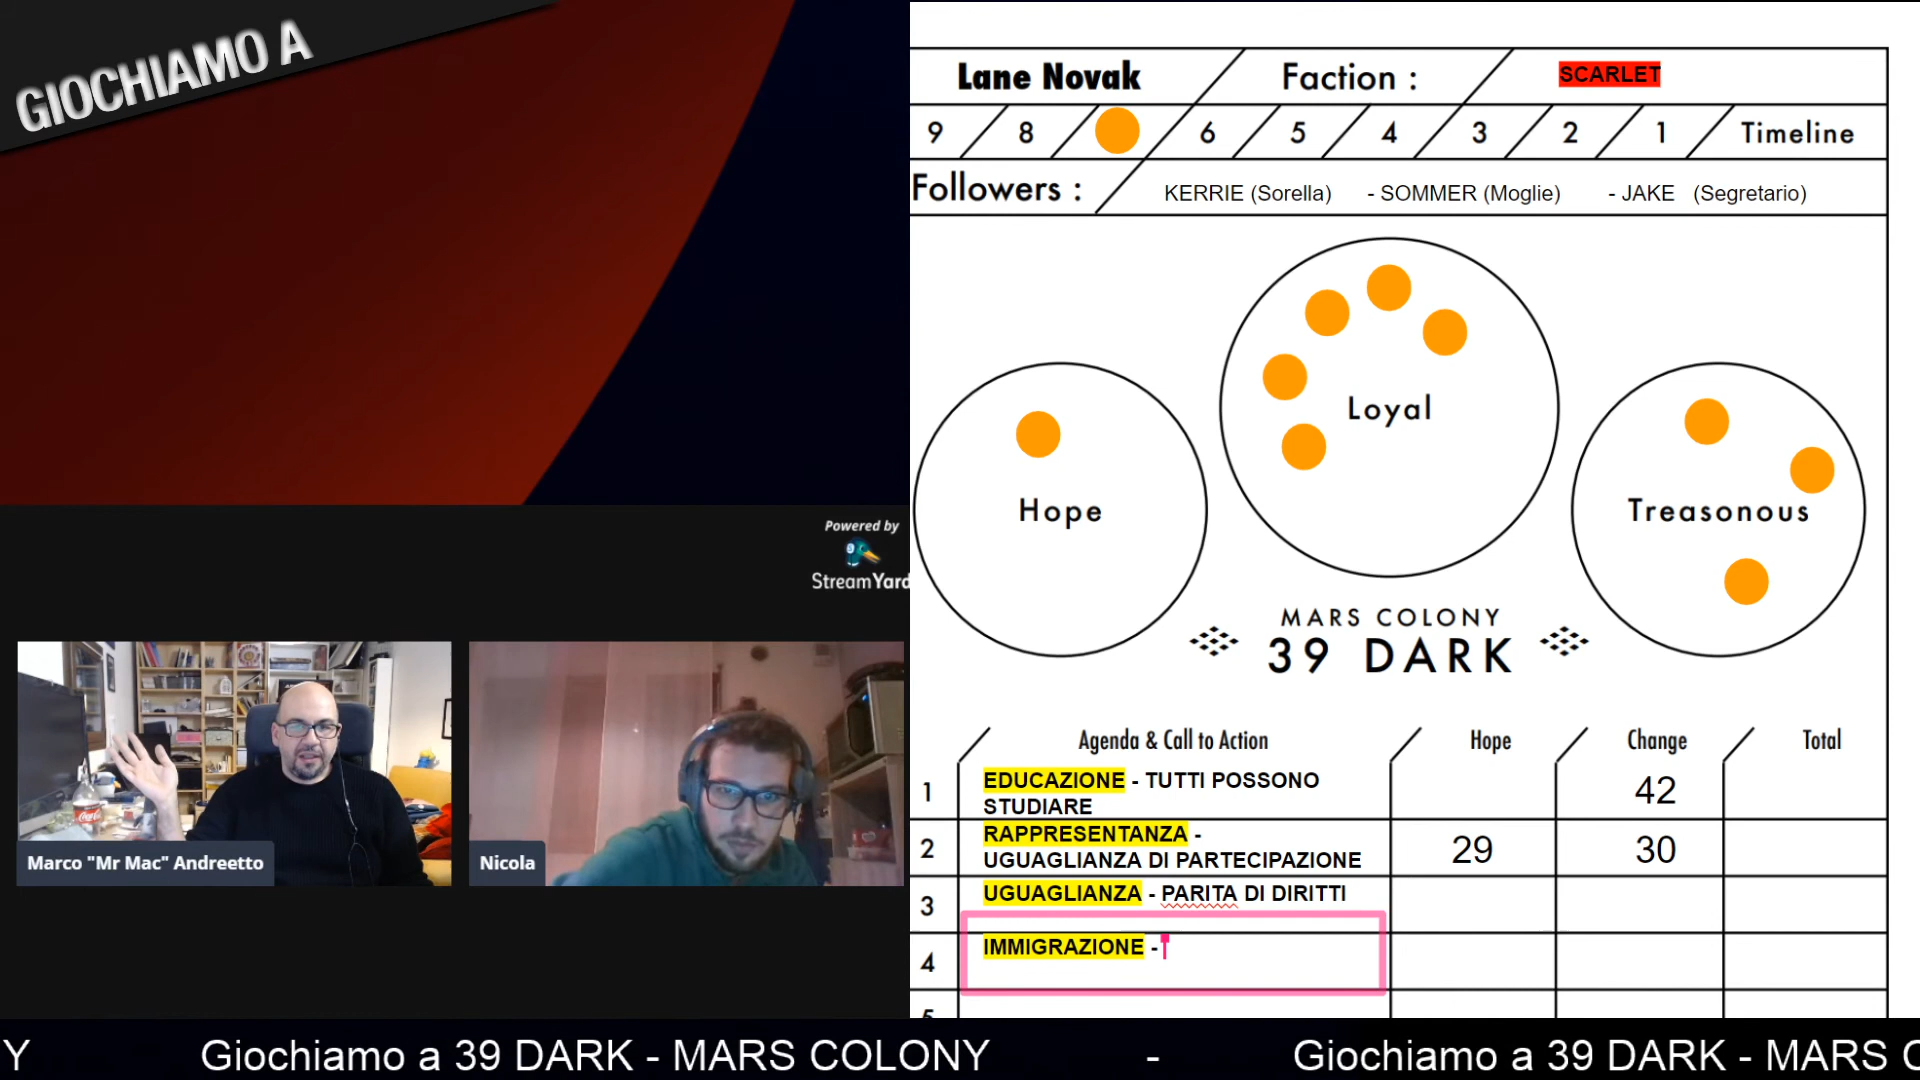 GIOCHIAMO A
Lane Novak
Faction :
SCARLET
9 8 6 5 4 3 2 1 Timeline
Followers : KERRIE (Sorella) - SOMMER (Moglie) - JAKE (Segretario)
Loyal
Hope
Treasonous
MARS COLONY
39 DARK
Powered by
StreamYard
Marco "Mr Mac" Andreetto
Nicola
Agenda & Call to Action Hope Change Total
1 EDUCAZIONE - TUTTI POSSONO
STUDIARE
42
2 RAPPRESENTANZA -
UGUAGLIANZA DI PARTECIPAZIONE
29 30
3 UGUAGLIANZA - PARITA DI DIRITTI
4 IMMIGRAZIONE -
Y Giochiamo a 39 DARK - MARS COLONY - Giochiamo a 39 DARK - MARS C